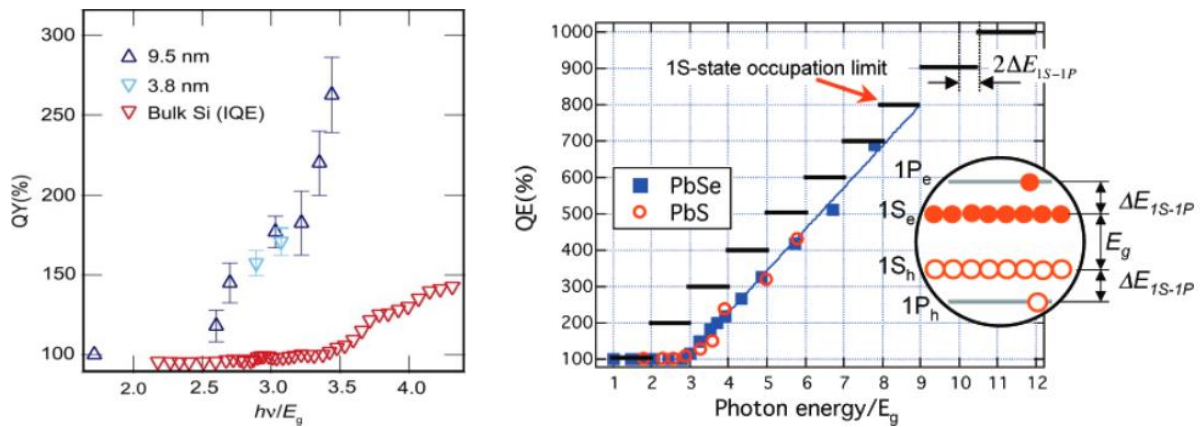 QY(%)
300
250
200
150
100
2.0 2.5 3.0 3.5 4.0
hν/Eg
9.5 nm
3.8 nm
Bulk Si (IQE)
QE(%)
1000
900
800
700
600
500
400
300
200
100
1 2 3 4 5 6 7 8 9 10 11 12
Photon energy/Eg
1S-state occupation limit
2ΔE1S-1P
PbSe
PbS
1Pe
1Se
1Sh
1Ph
ΔE1S-1P
Eg
ΔE1S-1P